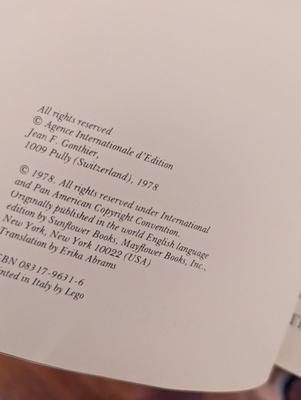 All rights reserved
© Agence Internationale d'Edition
Jean F. Gonthier,
1009 Pully (Switzerland), 1978
© 1978. All rights reserved under International
and Pan American Copyright Convention.
Originally published in the world English language
edition by Sunflower Books, Mayflower Books, Inc.,
New York, New York 10022 (USA)
Translation by Erika Abrams
ISBN 08317-9631-6
Printed in Italy by Lego